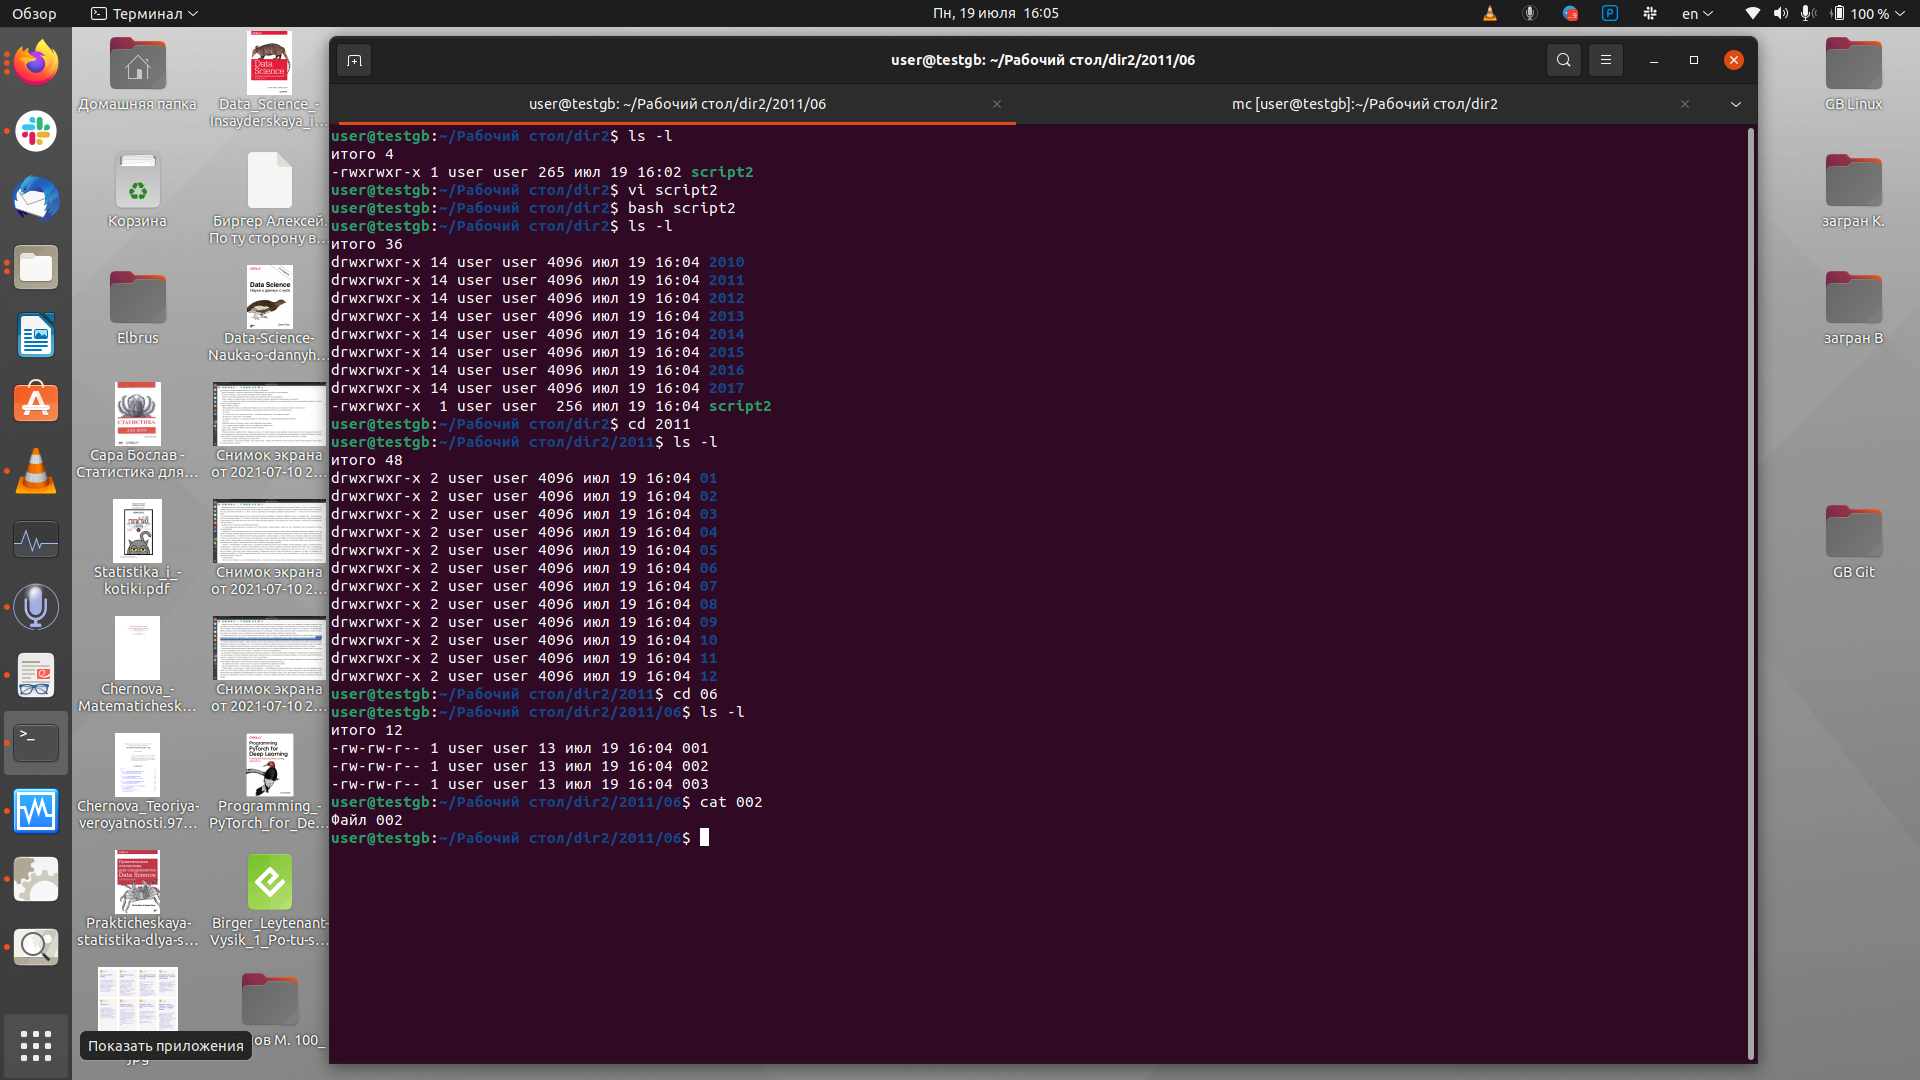 Обзор
Терминал
Пн, 19 июля 16:05
en
100 %
user@testgb: ~/Рабочий стол/dir2/2011/06
user@testgb: ~/Рабочий стол/dir2/2011/06
mc [user@testgb]:~/Рабочий стол/dir2
user@testgb:~/Рабочий стол/dir2$ ls -l
итого 4
-rwxrwxr-x 1 user user 265 июл 19 16:02 script2
user@testgb:~/Рабочий стол/dir2$ vi script2
user@testgb:~/Рабочий стол/dir2$ bash script2
user@testgb:~/Рабочий стол/dir2$ ls -l
итого 36
drwxrwxr-x 14 user user 4096 июл 19 16:04 2010
drwxrwxr-x 14 user user 4096 июл 19 16:04 2011
drwxrwxr-x 14 user user 4096 июл 19 16:04 2012
drwxrwxr-x 14 user user 4096 июл 19 16:04 2013
drwxrwxr-x 14 user user 4096 июл 19 16:04 2014
drwxrwxr-x 14 user user 4096 июл 19 16:04 2015
drwxrwxr-x 14 user user 4096 июл 19 16:04 2016
drwxrwxr-x 14 user user 4096 июл 19 16:04 2017
-rwxrwxr-x  1 user user  256 июл 19 16:04 script2
user@testgb:~/Рабочий стол/dir2$ cd 2011
user@testgb:~/Рабочий стол/dir2/2011$ ls -l
итого 48
drwxrwxr-x 2 user user 4096 июл 19 16:04 01
drwxrwxr-x 2 user user 4096 июл 19 16:04 02
drwxrwxr-x 2 user user 4096 июл 19 16:04 03
drwxrwxr-x 2 user user 4096 июл 19 16:04 04
drwxrwxr-x 2 user user 4096 июл 19 16:04 05
drwxrwxr-x 2 user user 4096 июл 19 16:04 06
drwxrwxr-x 2 user user 4096 июл 19 16:04 07
drwxrwxr-x 2 user user 4096 июл 19 16:04 08
drwxrwxr-x 2 user user 4096 июл 19 16:04 09
drwxrwxr-x 2 user user 4096 июл 19 16:04 10
drwxrwxr-x 2 user user 4096 июл 19 16:04 11
drwxrwxr-x 2 user user 4096 июл 19 16:04 12
user@testgb:~/Рабочий стол/dir2/2011$ cd 06
user@testgb:~/Рабочий стол/dir2/2011/06$ ls -l
итого 12
-rw-rw-r-- 1 user user 13 июл 19 16:04 001
-rw-rw-r-- 1 user user 13 июл 19 16:04 002
-rw-rw-r-- 1 user user 13 июл 19 16:04 003
user@testgb:~/Рабочий стол/dir2/2011/06$ cat 002
Файл 002
user@testgb:~/Рабочий стол/dir2/2011/06$
Домашняя папка
Корзина
Elbrus
Сара Бослав -
Статистика для...
Statistika_i_-
kotiki.pdf
Chernova_-
Matematichesk...
Chernova_Teoriya-
veroyatnosti.97...
Prakticheskaya-
statistika-dlya-s...
Показать приложения
jpg
Data
Science
Data_Science_-
Insayderskaya_i...
Биргер Алексей.
По ту сторону в...
Data Science
Наука о данных с нуля
Data-Science-
Nauka-o-dannyh...
Снимок экрана
от 2021-07-10 2...
Снимок экрана
от 2021-07-10 2...
Снимок экрана
от 2021-07-10 2...
Programming
PyTorch for
Deep Learning
Programming_-
PyTorch_for_De...
Birger_Leytenant-
Vysik_1_Po-tu-s...
ов М. 100_
СТАТИСТИКА
GB Linux
загран К.
загран В
GB Git